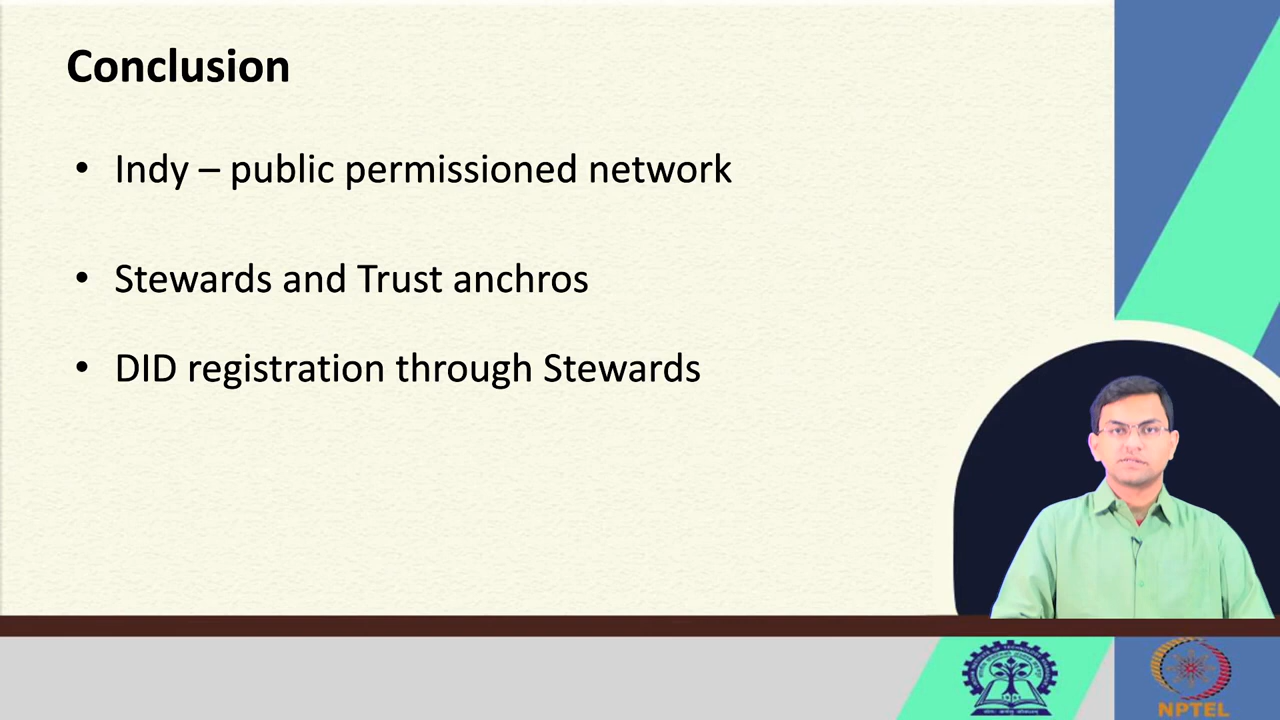 Conclusion
• Indy – public permissioned network
• Stewards and Trust anchros
• DID registration through Stewards
NPTEL